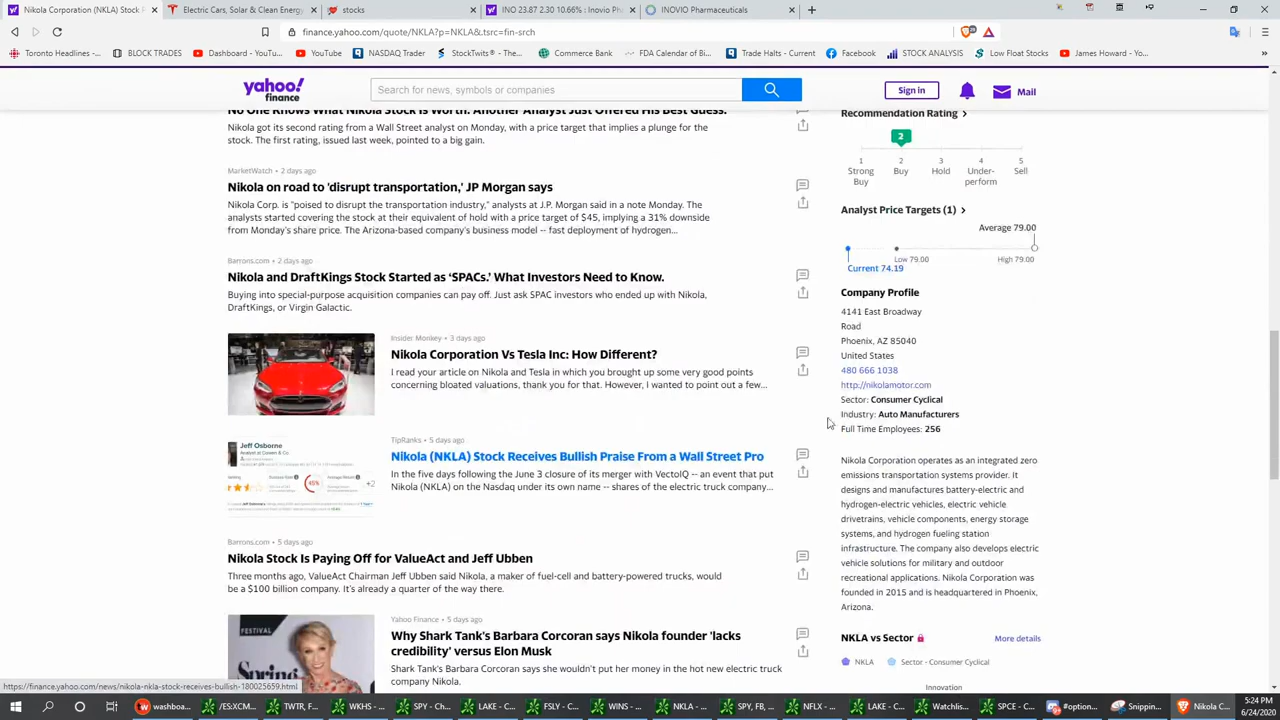 Nikola Corporation (NKLA) Stock P
Electric Cars, Solar & Clean Energy
stocks
INO 23.87 2.30 10.66% : Inovio Ph
INOVIO Pharmaceuticals
finance.yahoo.com/quote/NKLA?p=NKLA&.tsrc=fin-srch
Toronto Headlines -...
BLOCK TRADES
Dashboard - YouTu...
YouTube
NASDAQ Trader
StockTwits® - The...
Commerce Bank
FDA Calendar of Bi...
Trade Halts - Current
Facebook
STOCK ANALYSIS
Low Float Stocks
James Howard - Yo...
yahoo!
finance
Search for news, symbols or companies
Sign in
Mail
No One Knows What Nikola Stock Is Worth. Another Analyst Just Offered His Best Guess.
Nikola got its second rating from a Wall Street analyst on Monday, with a price target that implies a plunge for the
stock. The first rating, issued last week, pointed to a big gain.
MarketWatch • 2 days ago
Nikola on road to 'disrupt transportation,' JP Morgan says
Nikola Corp. is "poised to disrupt the transportation industry," analysts at J.P. Morgan said in a note Monday. The
analysts started covering the stock at their equivalent of hold with a price target of $45, implying a 31% downside
from Monday's share price. The Arizona-based company's business model -- fast deployment of hydrogen...
Barrons.com • 2 days ago
Nikola and DraftKings Stock Started as 'SPACs.' What Investors Need to Know.
Buying into special-purpose acquisition companies can pay off. Just ask SPAC investors who ended up with Nikola,
DraftKings, or Virgin Galactic.
Insider Monkey • 3 days ago
Nikola Corporation Vs Tesla Inc: How Different?
I read your article on Nikola and Tesla in which you brought up some very good points
concerning bloated valuations, thank you for that. However, I wanted to point out a few...
Jeff Osborne
Analyst at Cowen & Co.
45%
+2
TipRanks • 5 days ago
Nikola (NKLA) Stock Receives Bullish Praise From a Wall Street Pro
In the five days following the June 3 closure of its merger with VectoIQ -- an event that put
Nikola (NKLA) on the Nasdaq under its own name -- shares of the electric truck company...
Barrons.com • 5 days ago
Nikola Stock Is Paying Off for ValueAct and Jeff Ubben
Three months ago, ValueAct Chairman Jeff Ubben said Nikola, a maker of fuel-cell and battery-powered trucks, would
be a $100 billion company. It's already a quarter of the way there.
FESTIVAL
Yahoo Finance • 5 days ago
Why Shark Tank's Barbara Corcoran says Nikola founder 'lacks
credibility' versus Elon Musk
Shark Tank's Barbara Corcoran says she wouldn't put her money in the hot new electric truck
company Nikola.
Recommendation Rating
2
1 2 3 4 5
Strong Buy Hold Under- Sell
Buy perform
Analyst Price Targets (1)
Average 79.00
Low 79.00
High 79.00
Current 74.19
Company Profile
4141 East Broadway
Road
Phoenix, AZ 85040
United States
480 666 1038
http://nikolamotor.com
Sector: Consumer Cyclical
Industry: Auto Manufacturers
Full Time Employees: 256
Nikola Corporation operates as an integrated zero
emissions transportation systems provider. It
designs and manufactures battery-electric and
hydrogen-electric vehicles, electric vehicle
drivetrains, vehicle components, energy storage
systems, and hydrogen fueling station
infrastructure. The company also develops electric
vehicle solutions for military and outdoor
recreational applications. Nikola Corporation was
founded in 2015 and is headquartered in Phoenix,
Arizona.
NKLA vs Sector
More details
NKLA
Sector - Consumer Cyclical
Innovation
washboa...
/ES:XCM...
TWTR, F...
WKHS - ...
SPY - Ch...
LAKE - C...
FSLY - C...
WINS - ...
NKLA - ...
SPY, FB, ...
NFLX - ...
LAKE - C...
Watchlis...
SPCE - C...
#option...
Snippin...
Nikola C...
5:24 PM
6/24/2020